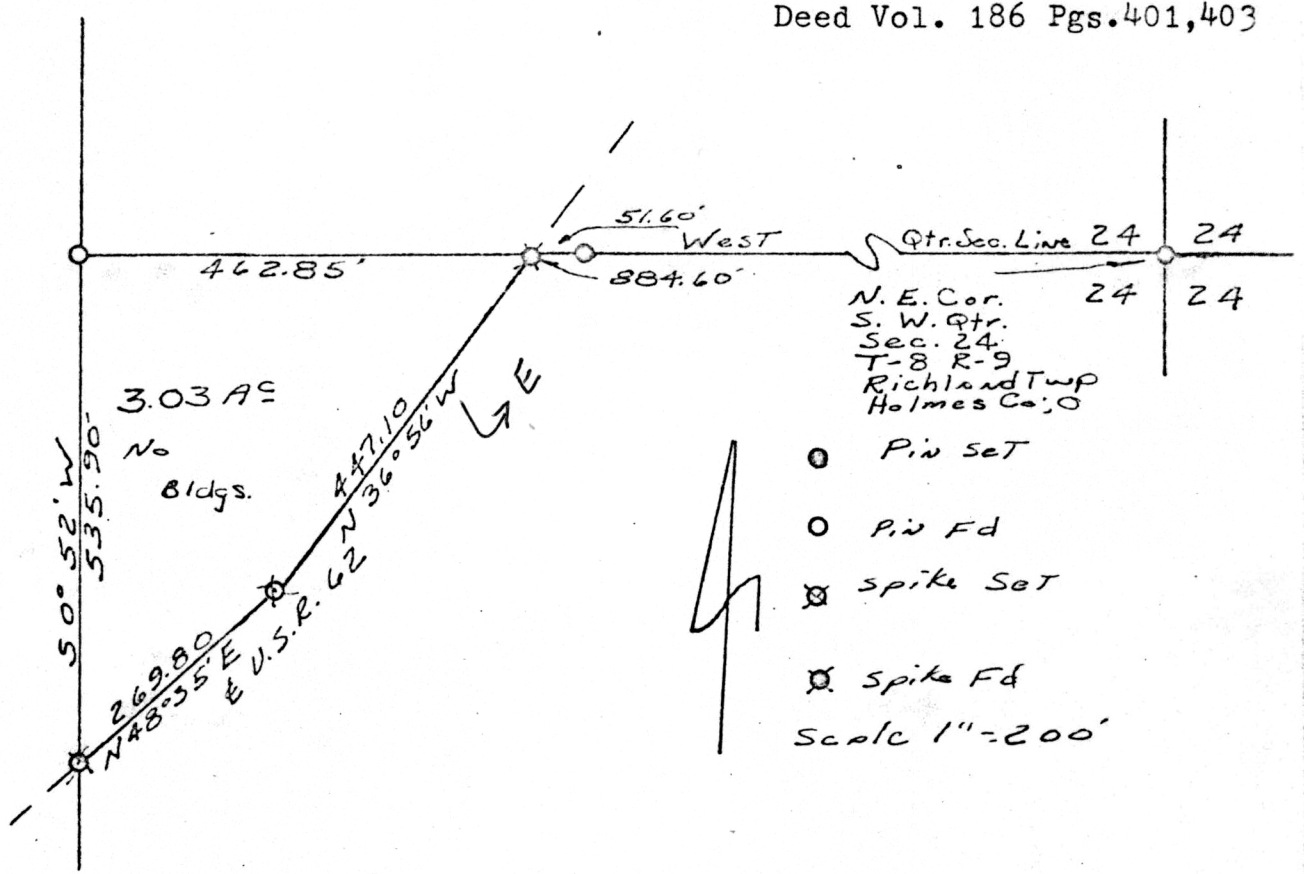 Deed Vol. 186 Pgs.401,403
51.60'
West
Qtr. Sec. Line 24 24
462.85'
884.60'
24 24
N. E. Cor.
S. W. Qtr.
Sec. 24
T-8 R-9
Richland Twp
Holmes Co; O
3.03 Ac
No
Bldgs.
S 0° 52' W
535.90'
447.10
N 36° 56' W
E
269.80
N 48° 35' E
℄ U.S.R. 62
Pin Set
Pin Fd
Spike Set
Spike Fd
Scale 1"=200'